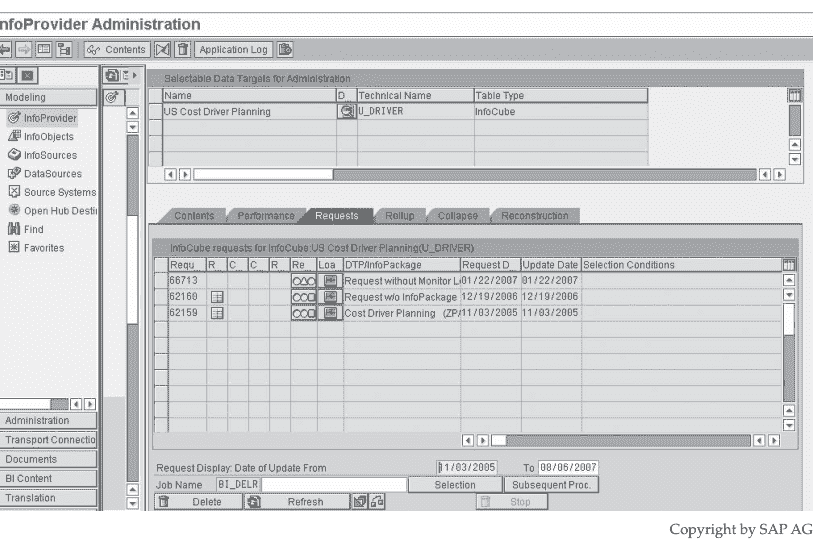 nfoProvider Administration
Contents Application Log
Selectable Data Targets for Administration
Modeling
Name D Technical Name Table Type
US Cost Driver Planning U_DRIVER InfoCube
InfoProvider
InfoObjects
InfoSources
DataSources
Source Systems
Open Hub Desti
Find
Favorites
Contents Performance Requests Rollup Collapse Reconstruction
InfoCube requests for InfoCube:US Cost Driver Planning(U_DRIVER)
Requ R C C R Re Loa DTP/InfoPackage Request D Update Date Selection Conditions
66713 Request without Monitor L 01/22/2007 01/22/2007
62160 Request w/o InfoPackage 12/19/2006 12/19/2006
62159 Cost Driver Planning (ZP/ 11/03/2005 11/03/2005
Administration
Transport Connectio
Documents
BI Content
Translation
Request Display: Date of Update From 11/03/2005 To 08/06/2007
Job Name BI_DELR Selection Subsequent Proc.
Delete Refresh Stop
Copyright by SAP AG